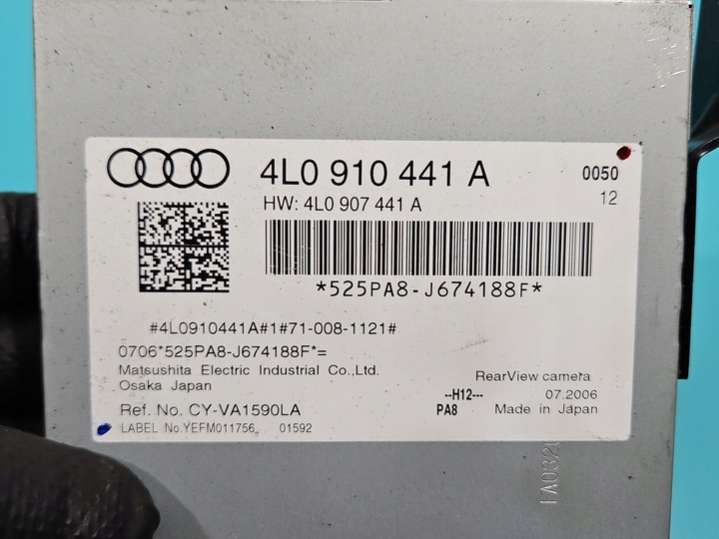 4L0 910 441 A
0050
HW: 4L0 907 441 A
12
*525PA8-J674188F*
#4L0910441A#1#71-008-1121#
0706*525PA8-J674188F*=
Matsushita Electric Industrial Co.,Ltd.
Osaka Japan
RearView camera
--H12---
07.2006
Ref. No. CY-VA1590LA
PA8
Made in Japan
LABEL No.YEFM011756
01592